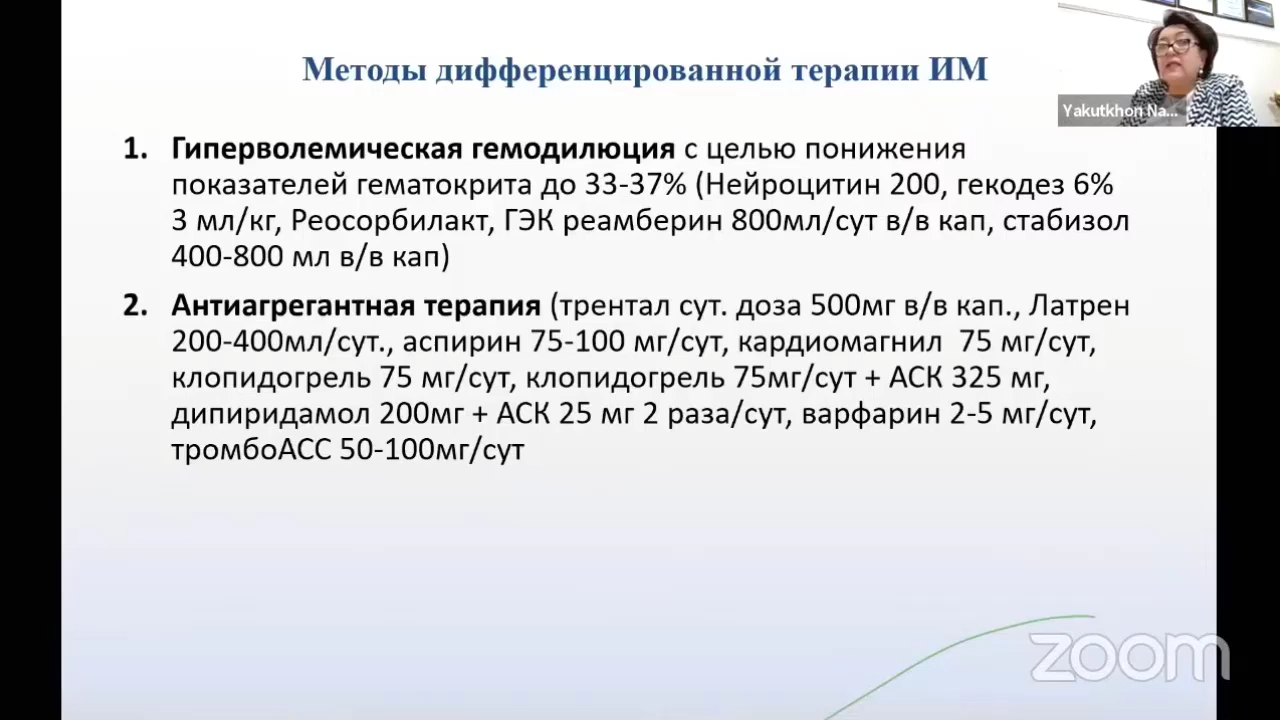 Методы дифференцированной терапии ИМ
Yakutkhon Na...
1. Гиперволемическая гемодилюция с целью понижения
показателей гематокрита до 33-37% (Нейроцитин 200, гекодез 6%
3 мл/кг, Реосорбилакт, ГЭК реамберин 800мл/сут в/в кап, стабизол
400-800 мл в/в кап)
2. Антиагрегантная терапия (трентал сут. доза 500мг в/в кап., Латрен
200-400мл/сут., аспирин 75-100 мг/сут, кардиомагнил 75 мг/сут,
клопидогрель 75 мг/сут, клопидогрель 75мг/сут + АСК 325 мг,
дипиридамол 200мг + АСК 25 мг 2 раза/сут, варфарин 2-5 мг/сут,
тромбоАСС 50-100мг/сут
zoom